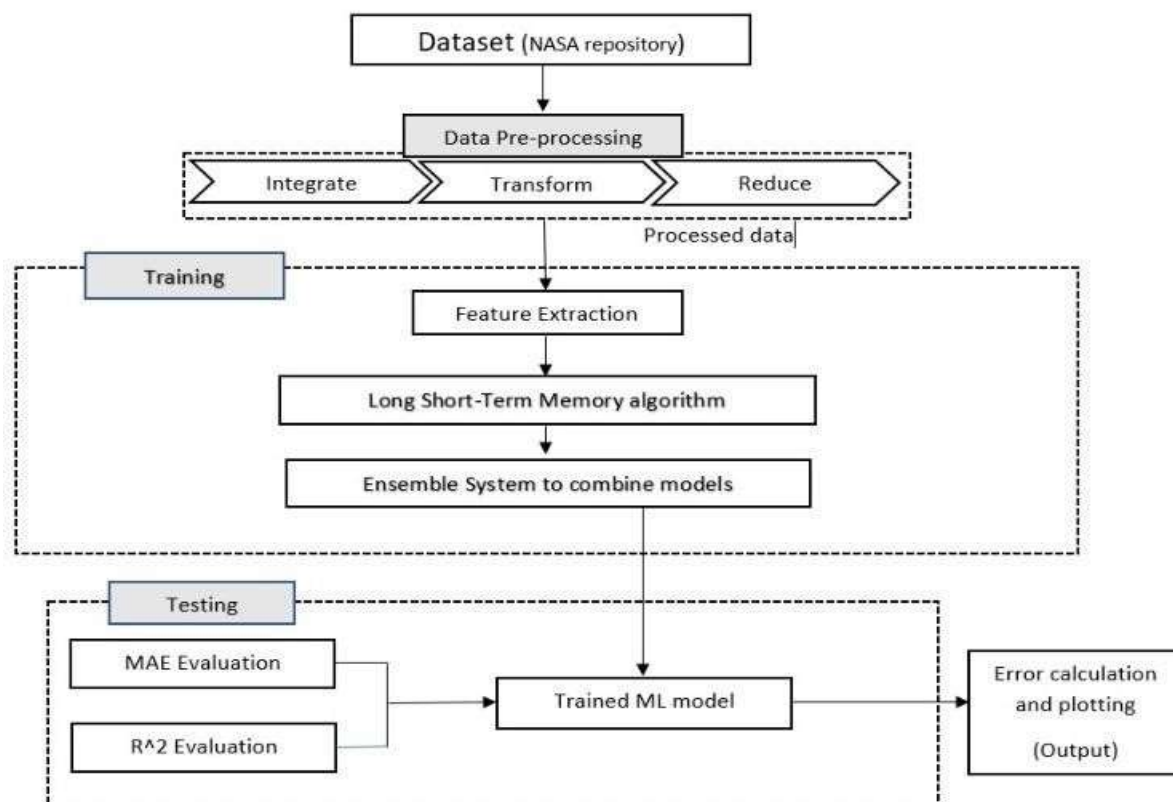 Dataset (NASA repository)
Data Pre-processing
Integrate
Transform
Reduce
Processed data
Training
Feature Extraction
Long Short-Term Memory algorithm
Ensemble System to combine models
Testing
MAE Evaluation
R^2 Evaluation
Trained ML model
Error calculation
and plotting
(Output)